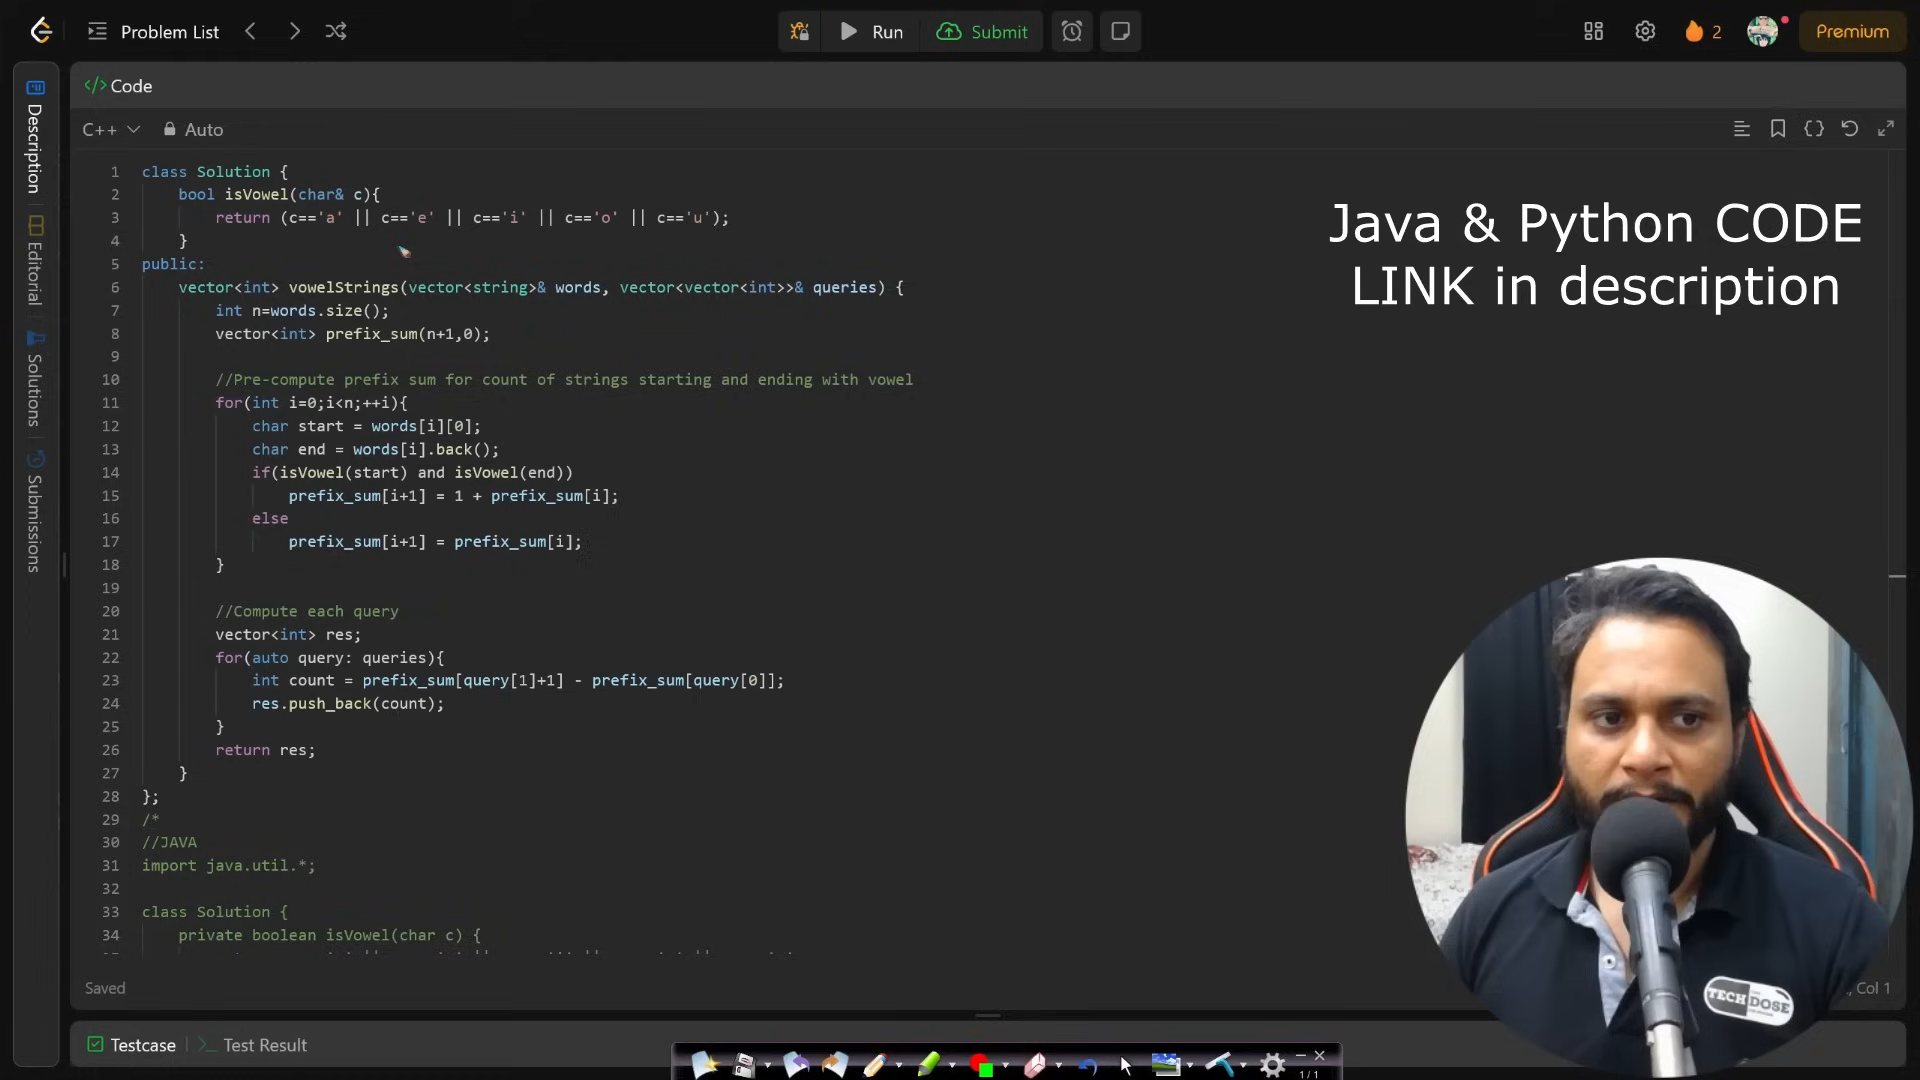 Problem List
Run
Submit
2
Premium
Description
Editorial
Solutions
Submissions
</> Code
C++
Auto
1 class Solution {
2 bool isVowel(char& c){
3 return (c=='a' || c=='e' || c=='i' || c=='o' || c=='u');
4 }
5 public:
6 vector<int> vowelStrings(vector<string>& words, vector<vector<int>>& queries) {
7 int n=words.size();
8 vector<int> prefix_sum(n+1,0);
9
10 //Pre-compute prefix sum for count of strings starting and ending with vowel
11 for(int i=0;i<n;++i){
12 char start = words[i][0];
13 char end = words[i].back();
14 if(isVowel(start) and isVowel(end))
15 prefix_sum[i+1] = 1 + prefix_sum[i];
16 else
17 prefix_sum[i+1] = prefix_sum[i];
18 }
19
20 //Compute each query
21 vector<int> res;
22 for(auto query: queries){
23 int count = prefix_sum[query[1]+1] - prefix_sum[query[0]];
24 res.push_back(count);
25 }
26 return res;
27 }
28 };
29 /*
30 //JAVA
31 import java.util.*;
32
33 class Solution {
34 private boolean isVowel(char c) {
Java & Python CODE
LINK in description
TECH DOSE
Saved
, Col 1
Testcase
Test Result
1/1